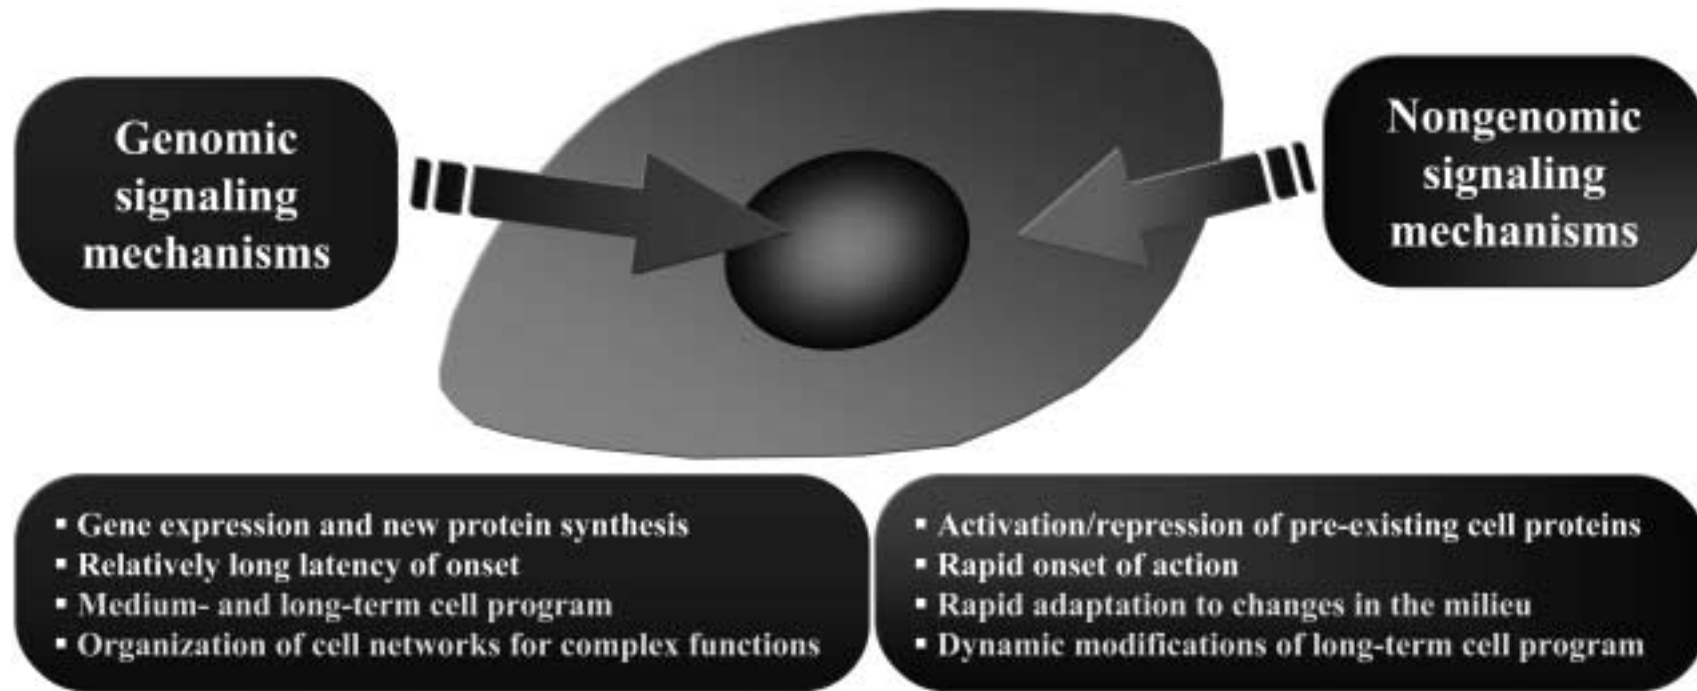 Genomic
signaling
mechanisms
Nongenomic
signaling
mechanisms
▪ Gene expression and new protein synthesis
▪ Relatively long latency of onset
▪ Medium- and long-term cell program
▪ Organization of cell networks for complex functions
▪ Activation/repression of pre-existing cell proteins
▪ Rapid onset of action
▪ Rapid adaptation to changes in the milieu
▪ Dynamic modifications of long-term cell program